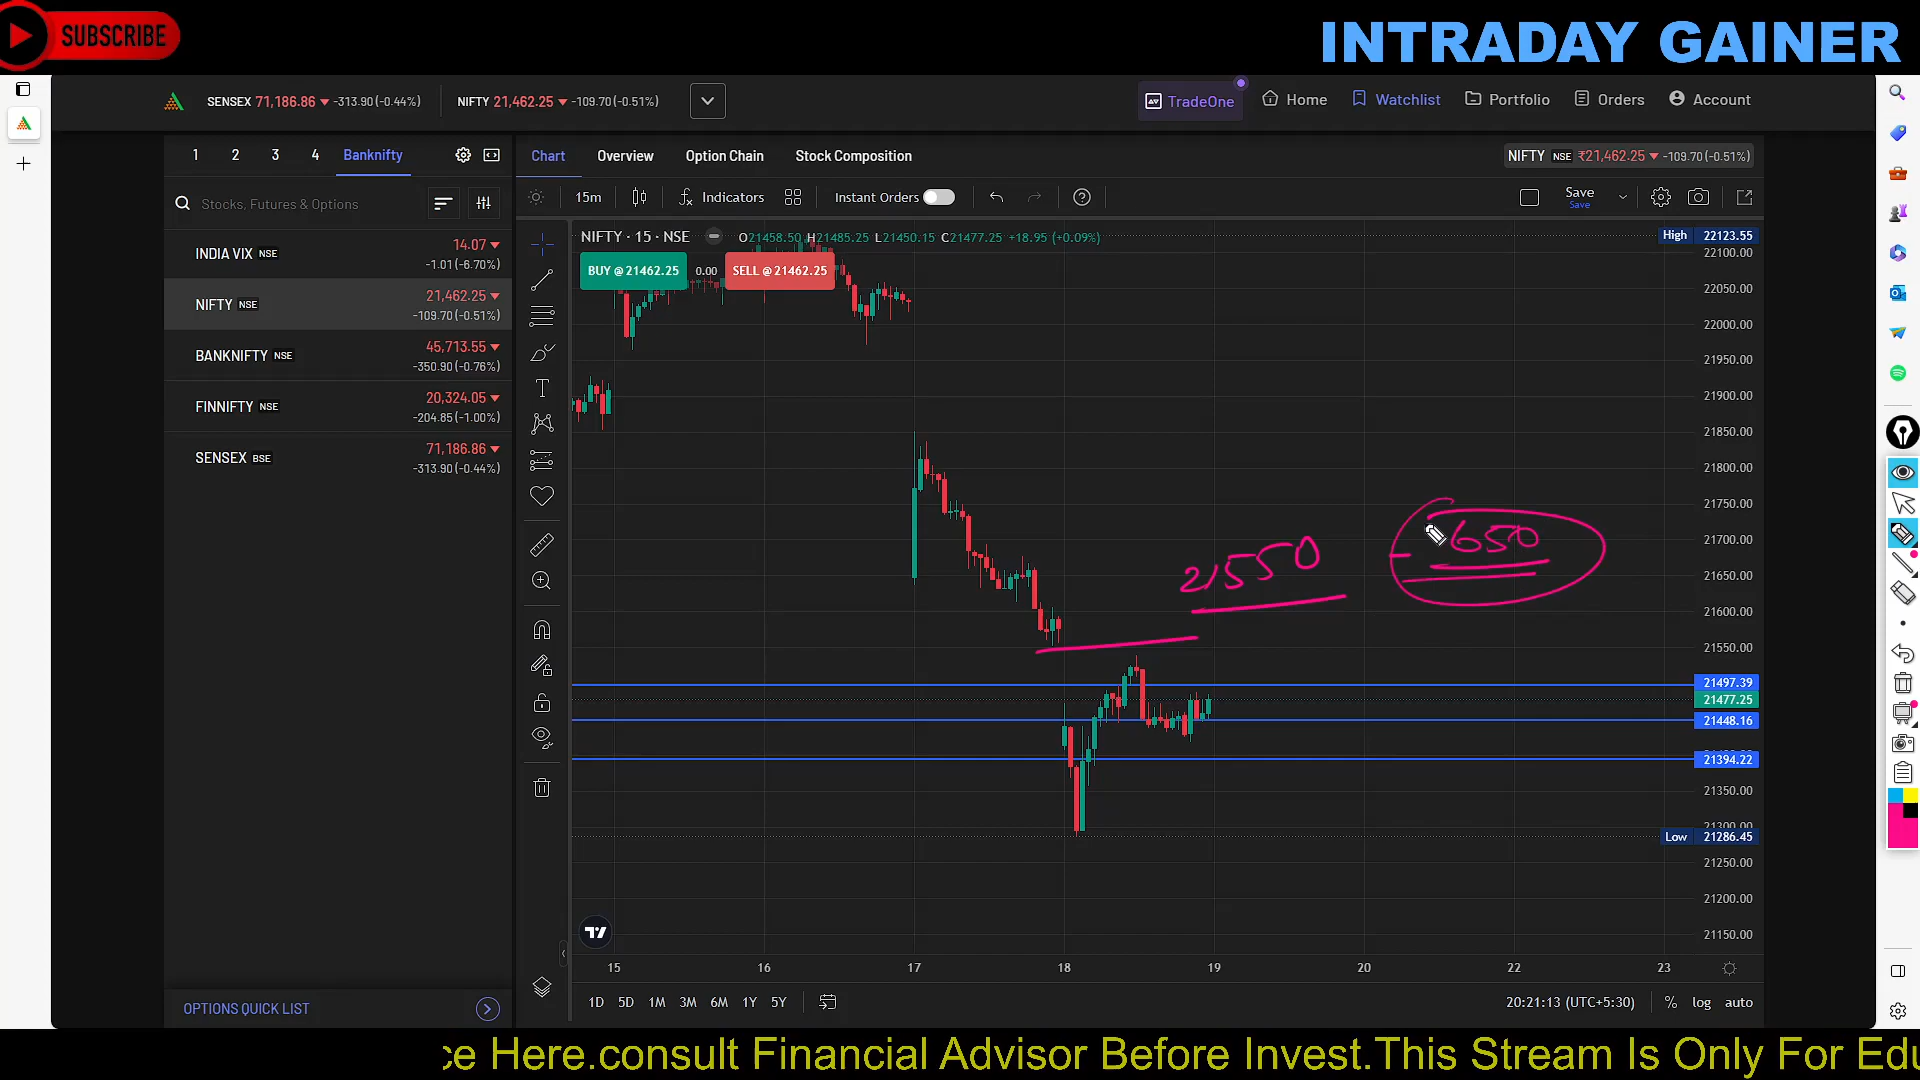 SUBSCRIBE
INTRADAY GAINER
SENSEX 71,186.86 -313.90 (-0.44%)
NIFTY 21,462.25 -109.70 (-0.51%)
TradeOne
Home
Watchlist
Portfolio
Orders
Account
1 2 3 4 Banknifty
Chart
Overview
Option Chain
Stock Composition
NIFTY NSE ₹21,462.25 -109.70 (-0.51%)
Stocks, Futures & Options
15m
Indicators
Instant Orders
Save
Save
INDIA VIX NSE
14.07
-1.01 (-6.70%)
NIFTY NSE
21,462.25
-109.70 (-0.51%)
BANKNIFTY NSE
45,713.55
-350.90 (-0.76%)
FINNIFTY NSE
20,324.05
-204.85 (-1.00%)
SENSEX BSE
71,186.86
-313.90 (-0.44%)
OPTIONS QUICK LIST
NIFTY · 15 · NSE
O21458.50 H21485.25 L21450.15 C21477.25 +18.95 (+0.09%)
BUY @ 21462.25
0.00
SELL @ 21462.25
High 22123.55
22100.00
22050.00
22000.00
21950.00
21900.00
21850.00
21800.00
21750.00
21700.00
21650.00
21600.00
21550.00
21497.39
21477.25
21448.16
21394.22
21350.00
21300.00
Low 21286.45
21250.00
21200.00
21150.00
21550
650
15 16 17 18 19 20 22 23
1D 5D 1M 3M 6M 1Y 5Y
20:21:13 (UTC+5:30)
% log auto
ce Here.consult Financial Advisor Before Invest.This Stream Is Only For Edu